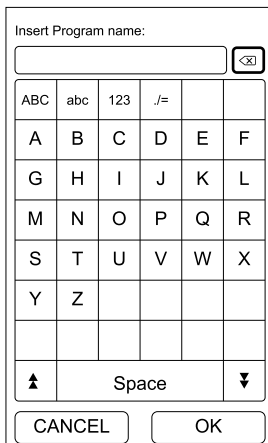 Insert Program name:
ABC abc 123 ./=
A B C D E F
G H I J K L
M N O P Q R
S T U V W X
Y Z
Space
CANCEL OK